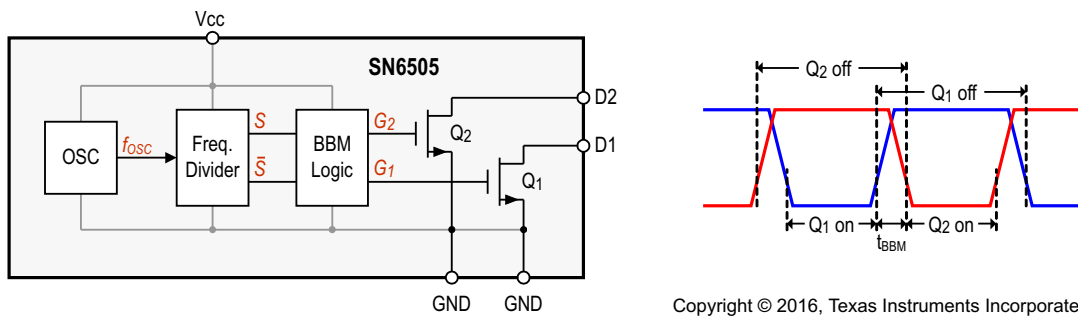 Vcc
SN6505
OSC
fOSC
Freq.
Divider
S
S̄
BBM
Logic
G2
G1
Q2
Q1
D2
D1
GND
GND
Q2 off
Q1 off
Q1 on
tBBM
Q2 on
Copyright © 2016, Texas Instruments Incorporate